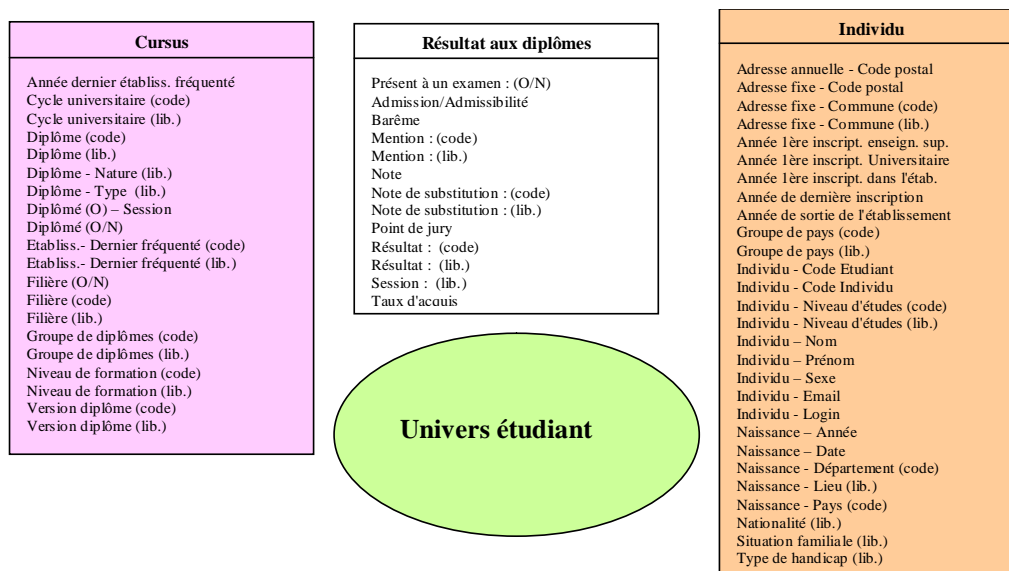 Cursus
Année dernier établiss. fréquenté
Cycle universitaire (code)
Cycle universitaire (lib.)
Diplôme (code)
Diplôme (lib.)
Diplôme - Nature (lib.)
Diplôme - Type (lib.)
Diplômé (O) – Session
Diplômé (O/N)
Etabliss.- Dernier fréquenté (code)
Etabliss.- Dernier fréquenté (lib.)
Filière (O/N)
Filière (code)
Filière (lib.)
Groupe de diplômes (code)
Groupe de diplômes (lib.)
Niveau de formation (code)
Niveau de formation (lib.)
Version diplôme (code)
Version diplôme (lib.)
Résultat aux diplômes
Présent à un examen : (O/N)
Admission/Admissibilité
Barême
Mention : (code)
Mention : (lib.)
Note
Note de substitution : (code)
Note de substitution : (lib.)
Point de jury
Résultat : (code)
Résultat : (lib.)
Session : (lib.)
Taux d'acquis
Univers étudiant
Individu
Adresse annuelle - Code postal
Adresse fixe - Code postal
Adresse fixe - Commune (code)
Adresse fixe - Commune (lib.)
Année 1ère inscript. enseign. sup.
Année 1ère inscript. Universitaire
Année 1ère inscript. dans l'étab.
Année de dernière inscription
Année de sortie de l'établissement
Groupe de pays (code)
Groupe de pays (lib.)
Individu - Code Etudiant
Individu - Code Individu
Individu - Niveau d'études (code)
Individu - Niveau d'études (lib.)
Individu – Nom
Individu – Prénom
Individu – Sexe
Individu - Email
Individu - Login
Naissance – Année
Naissance – Date
Naissance - Département (code)
Naissance - Lieu (lib.)
Naissance - Pays (code)
Nationalité (lib.)
Situation familiale (lib.)
Type de handicap (lib.)